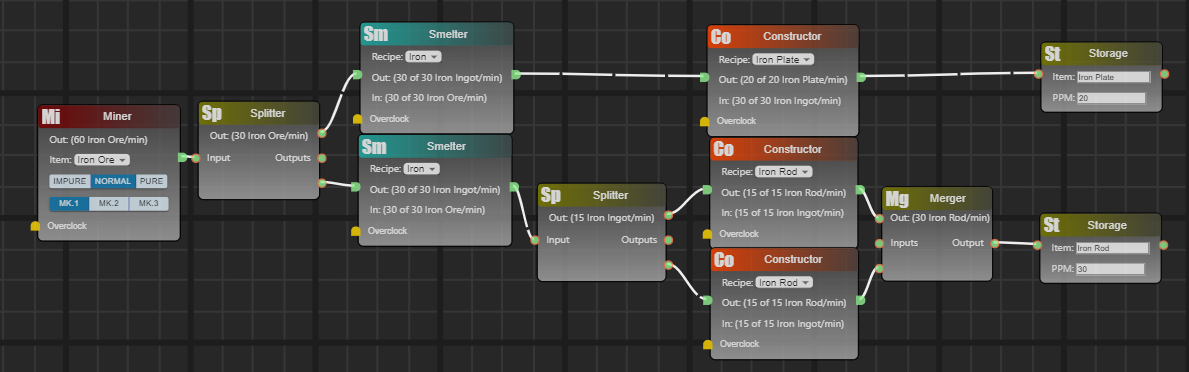 Mi Miner
Out: (60 Iron Ore/min)
Item: Iron Ore
IMPURE NORMAL PURE
MK.1 MK.2 MK.3
Overclock
Sp Splitter
Out: (30 Iron Ore/min)
Input Outputs
Sm Smelter
Recipe: Iron
Out: (30 of 30 Iron Ingot/min)
In: (30 of 30 Iron Ore/min)
Overclock
Sm Smelter
Recipe: Iron
Out: (30 of 30 Iron Ingot/min)
In: (30 of 30 Iron Ore/min)
Overclock
Sp Splitter
Out: (15 Iron Ingot/min)
Input Outputs
Co Constructor
Recipe: Iron Plate
Out: (20 of 20 Iron Plate/min)
In: (30 of 30 Iron Ingot/min)
Overclock
Co Constructor
Recipe: Iron Rod
Out: (15 of 15 Iron Rod/min)
In: (15 of 15 Iron Ingot/min)
Overclock
Co Constructor
Recipe: Iron Rod
Out: (15 of 15 Iron Rod/min)
In: (15 of 15 Iron Ingot/min)
Overclock
Mg Merger
Out: (30 Iron Rod/min)
Inputs Output
St Storage
Item: Iron Plate
PPM: 20
St Storage
Item: Iron Rod
PPM: 30